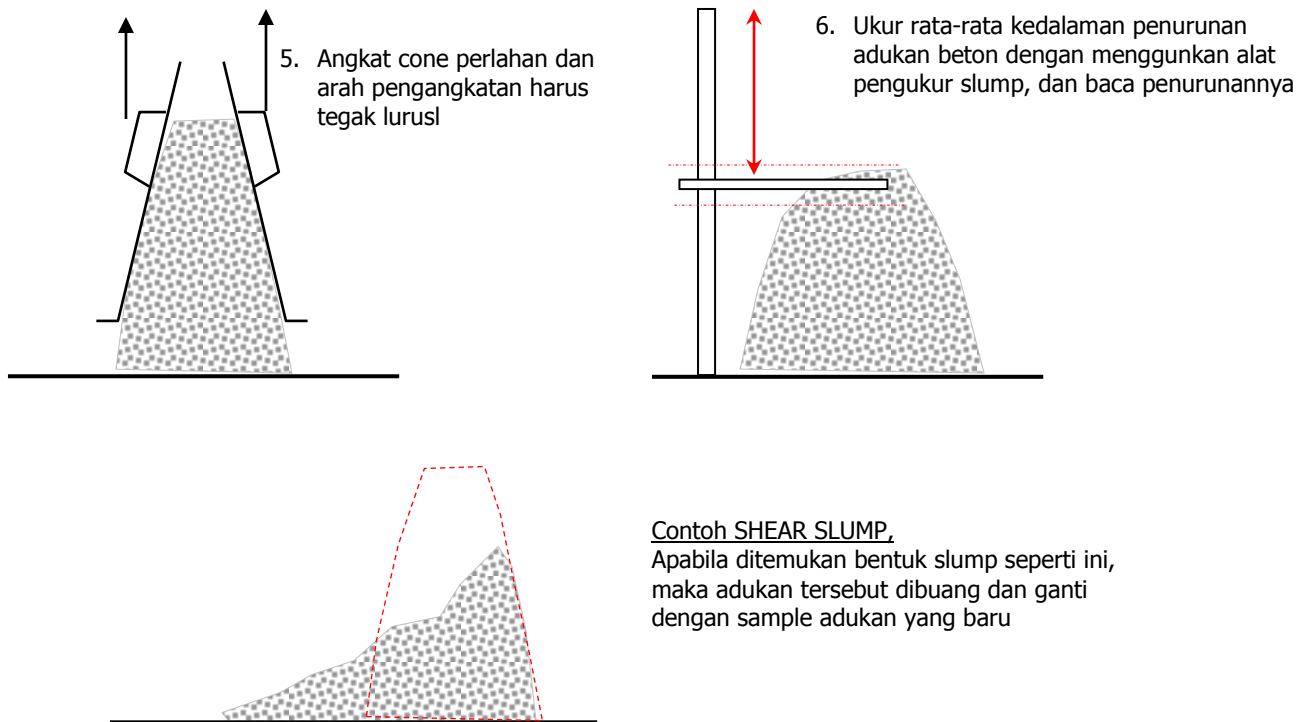 5. Angkat cone perlahan dan
arah pengangkatan harus
tegak lurusl
6. Ukur rata-rata kedalaman penurunan
adukan beton dengan menggunkan alat
pengukur slump, dan baca penurunannya
Contoh SHEAR SLUMP,
Apabila ditemukan bentuk slump seperti ini,
maka adukan tersebut dibuang dan ganti
dengan sample adukan yang baru